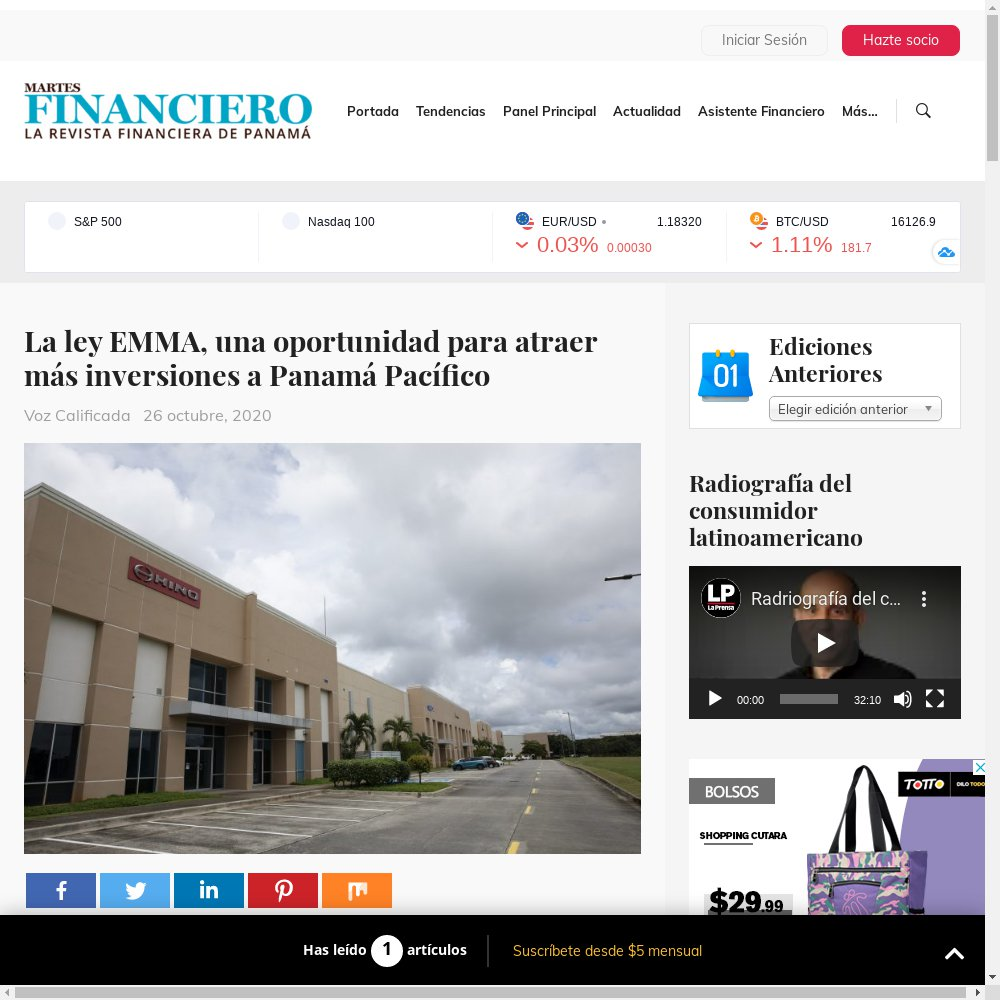 Iniciar Sesión
Hazte socio
MARTES
FINANCIERO
LA REVISTA FINANCIERA DE PANAMÁ
Portada
Tendencias
Panel Principal
Actualidad
Asistente Financiero
Más...
S&P 500
Nasdaq 100
EUR/USD
1.18320
0.03%
0.00030
BTC/USD
16126.9
1.11%
181.7
La ley EMMA, una oportunidad para atraer
más inversiones a Panamá Pacífico
Voz Calificada 26 octubre, 2020
HINO
01
Ediciones
Anteriores
Elegir edición anterior
Radiografía del
consumidor
latinoamericano
LP
La Prensa
Radriografía del c...
00:00
32:10
BOLSOS
TOTTO
DILO TODO
SHOPPING CUTARA
$29.99
Has leído 1 artículos
Suscríbete desde $5 mensual